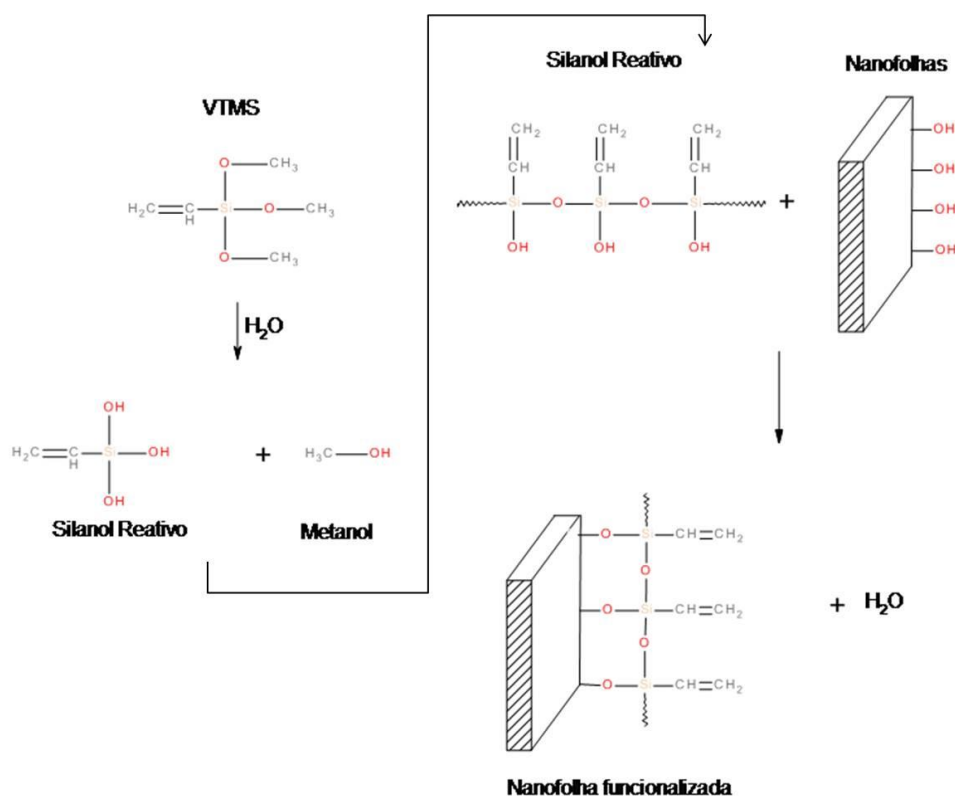 VTMS
O CH3
H2C C H Si O CH3
O CH3
H2O
OH
H2C C H Si OH
OH
+
H3C OH
Silanol Reativo
Metanol
Silanol Reativo
CH2 CH2 CH2
CH CH CH
Si O Si O Si
OH OH OH
+
Nanofolhas
OH
OH
OH
OH
O Si CH CH2
O
O Si CH CH2
O
O Si CH CH2
+ H2O
Nanofolha funcionalizada